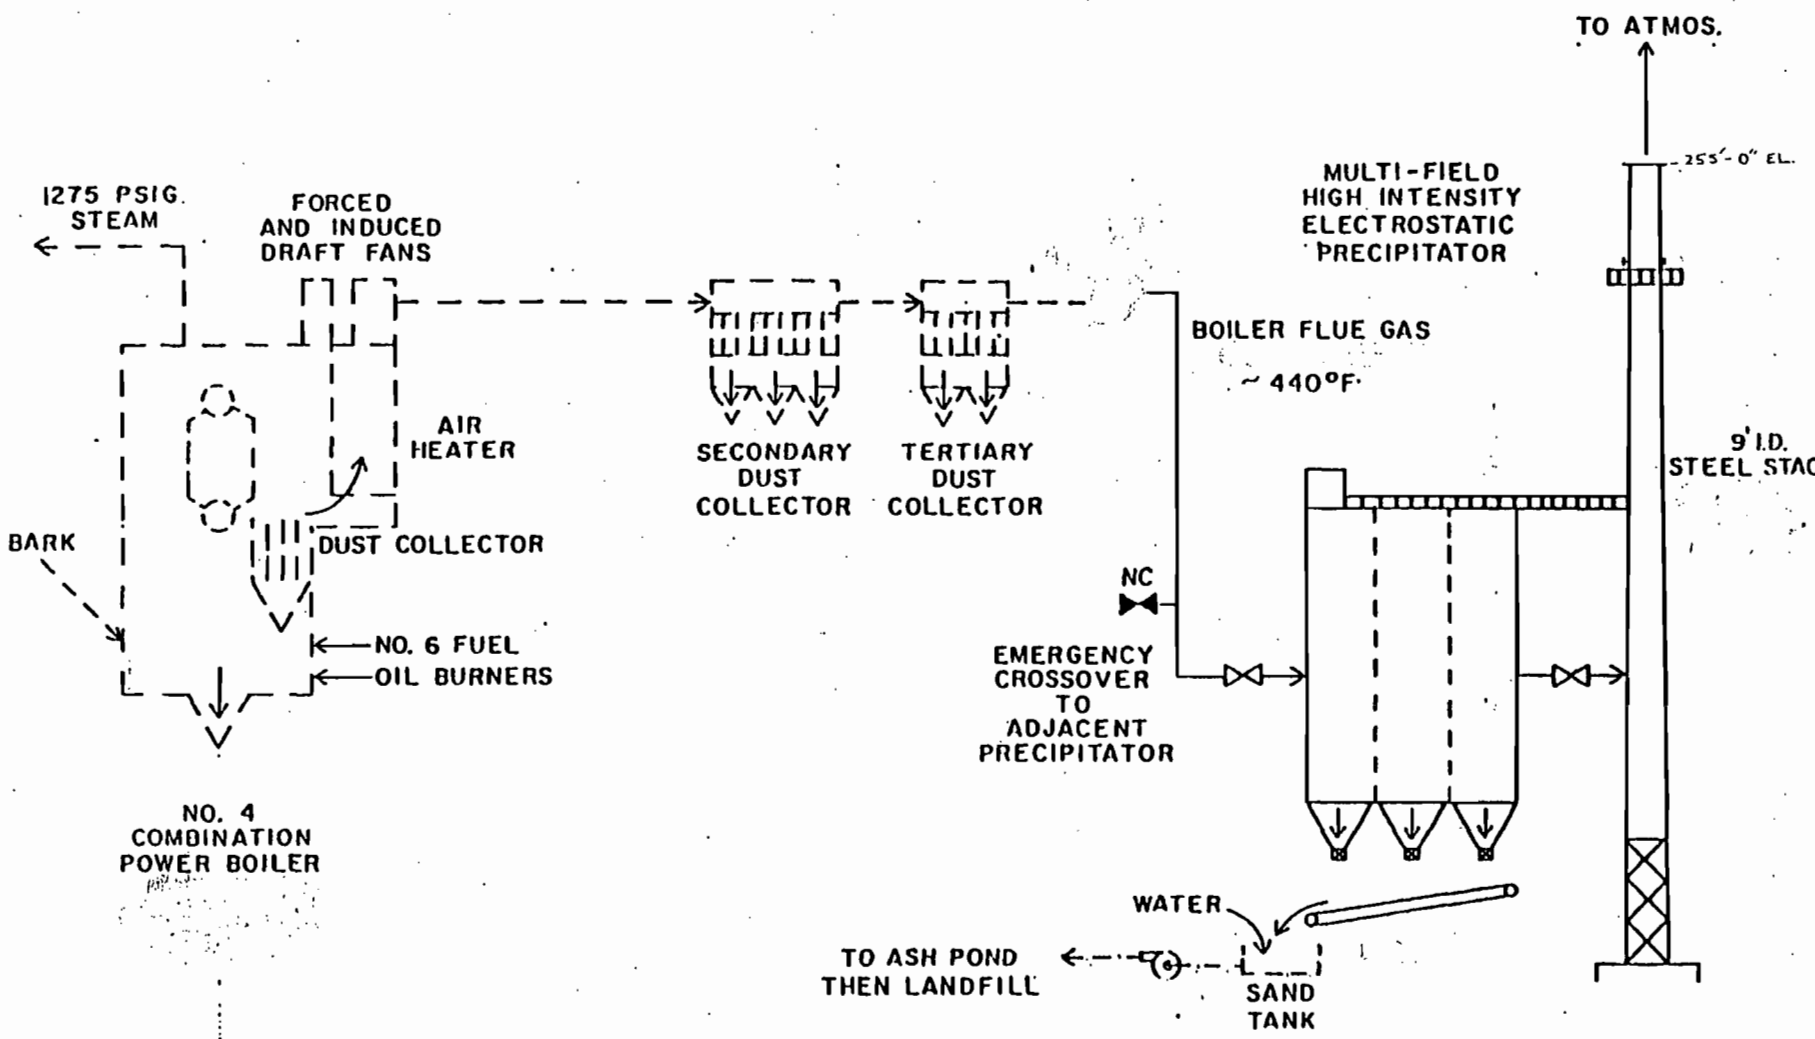 TO ATMOS.
255'-0" EL.
MULTI-FIELD
HIGH INTENSITY
ELECTROSTATIC
PRECIPITATOR
1275 PSIG.
STEAM
FORCED
AND INDUCED
DRAFT FANS
BOILER FLUE GAS
~ 440°F.
AIR
HEATER
SECONDARY
DUST
COLLECTOR
TERTIARY
DUST
COLLECTOR
9' I.D.
STEEL STAC
BARK
DUST COLLECTOR
NC
NO. 6 FUEL
OIL BURNERS
EMERGENCY
CROSSOVER
TO
ADJACENT
PRECIPITATOR
NO. 4
COMBINATION
POWER BOILER
WATER
TO ASH POND
THEN LANDFILL
SAND
TANK